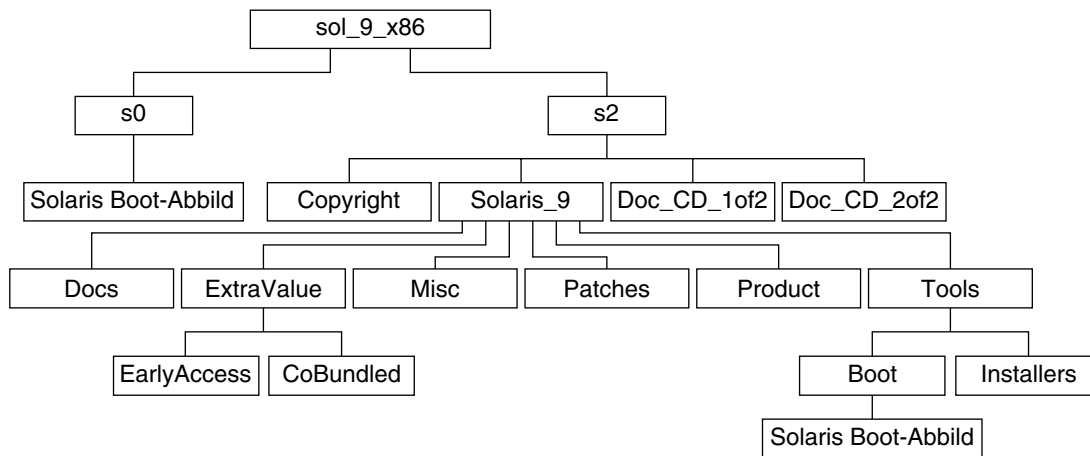 sol_9_x86
s0
s2
Solaris Boot-Abbild
Copyright
Solaris_9
Doc_CD_1of2
Doc_CD_2of2
Docs
ExtraValue
Misc
Patches
Product
Tools
EarlyAccess
CoBundled
Boot
Installers
Solaris Boot-Abbild